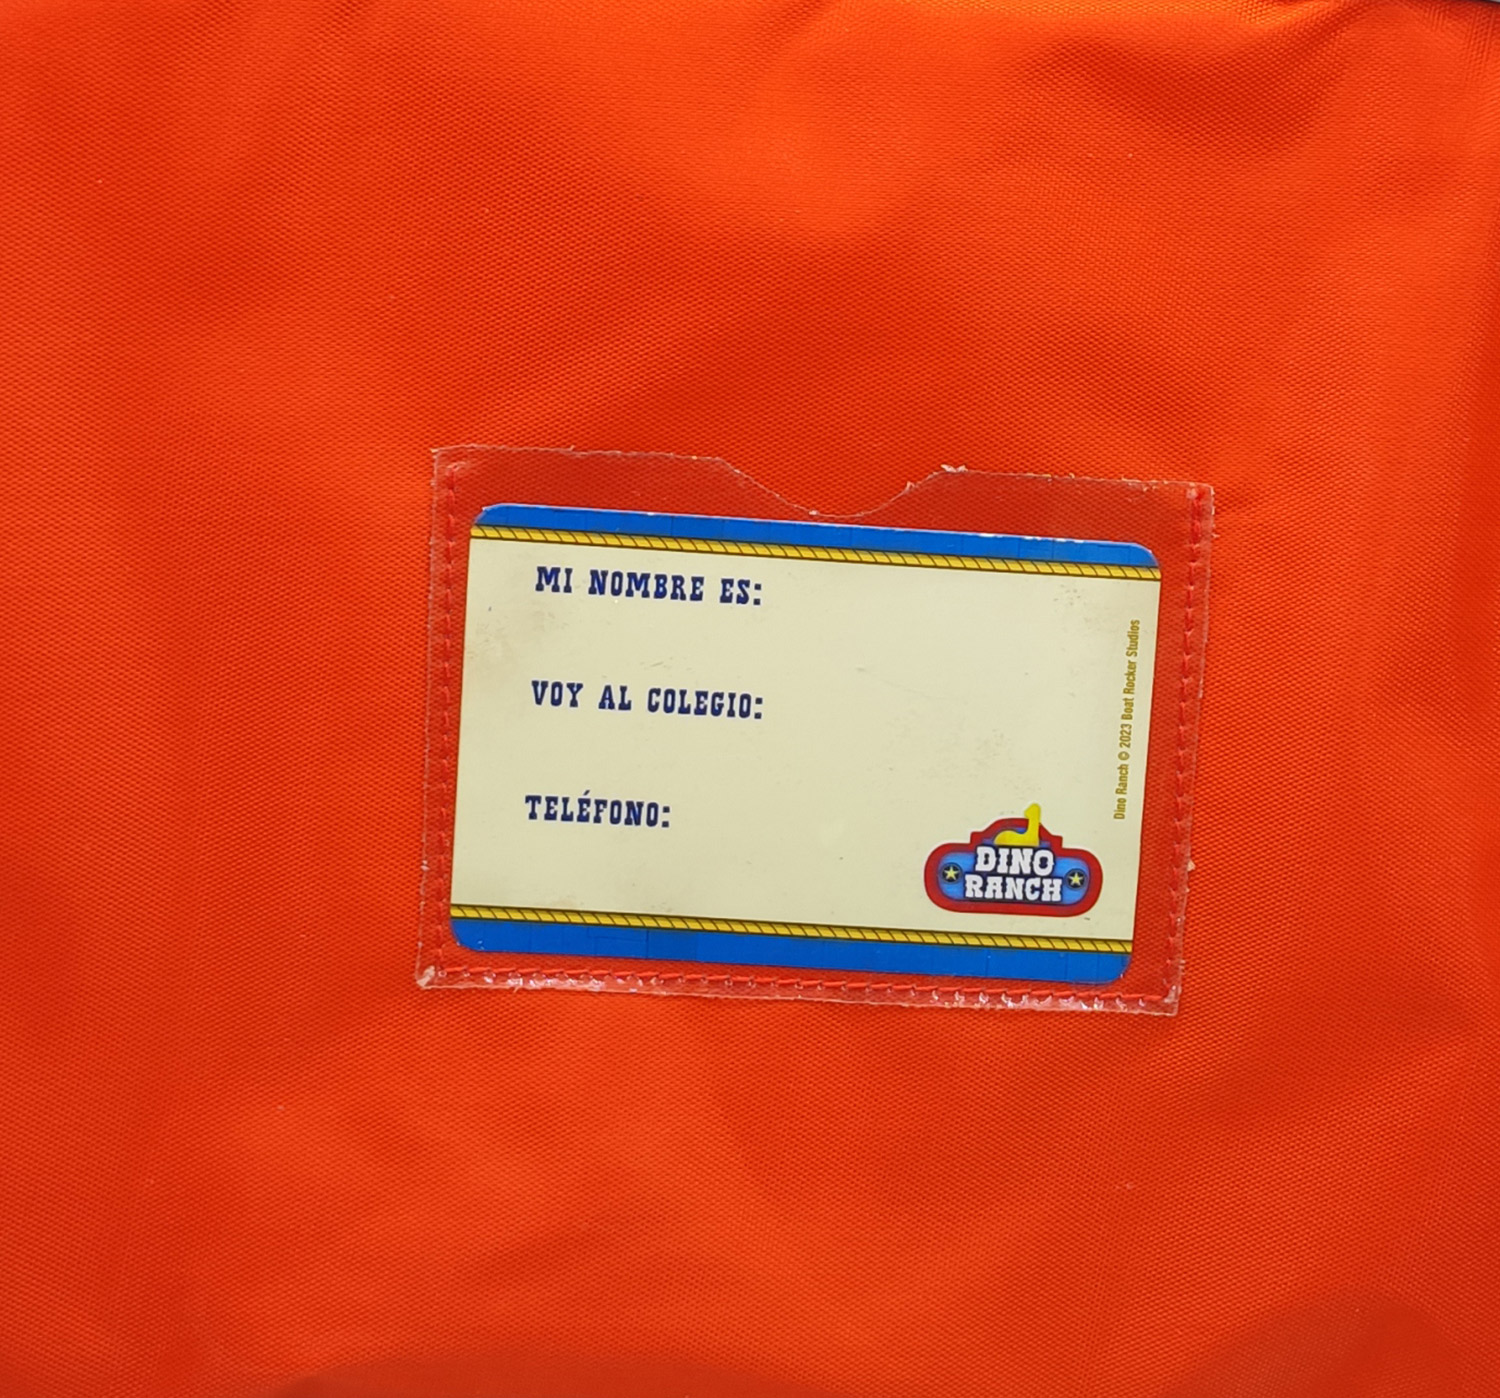 MI NOMBRE ES:
VOY AL COLEGIO:
TELÉFONO:
DINO
RANCH
Dino Ranch © 2023 Boat Rocker Studios